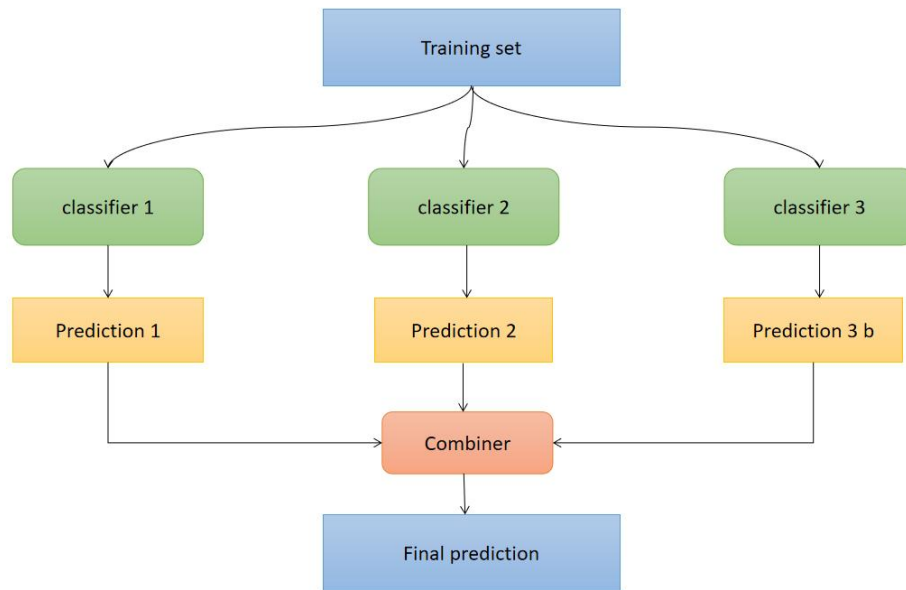 Training set
classifier 1
classifier 2
classifier 3
Prediction 1
Prediction 2
Prediction 3 b
Combiner
Final prediction